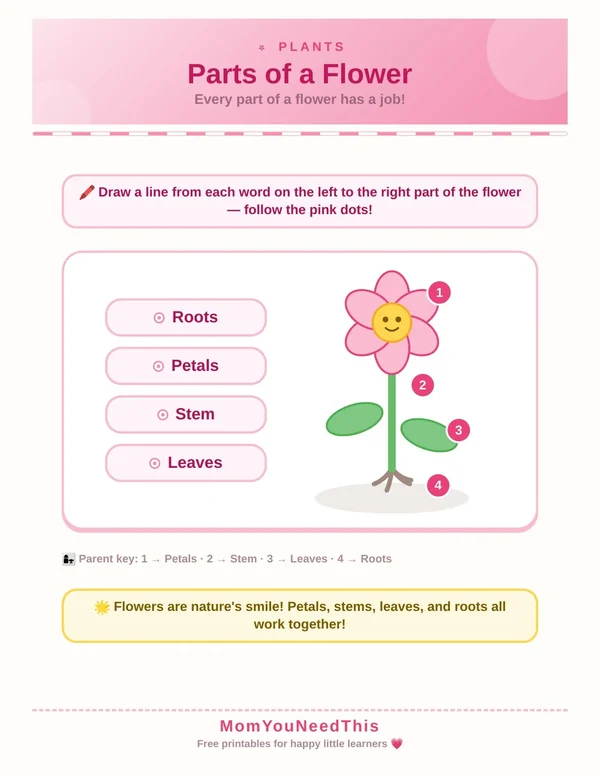 PLANTS
Parts of a Flower
Every part of a flower has a job!
Draw a line from each word on the left to the right part of the flower
— follow the pink dots!
Roots
Petals
Stem
Leaves
1
2
3
4
Parent key: 1 → Petals · 2 → Stem · 3 → Leaves · 4 → Roots
Flowers are nature's smile! Petals, stems, leaves, and roots all
work together!
MomYouNeedThis
Free printables for happy little learners